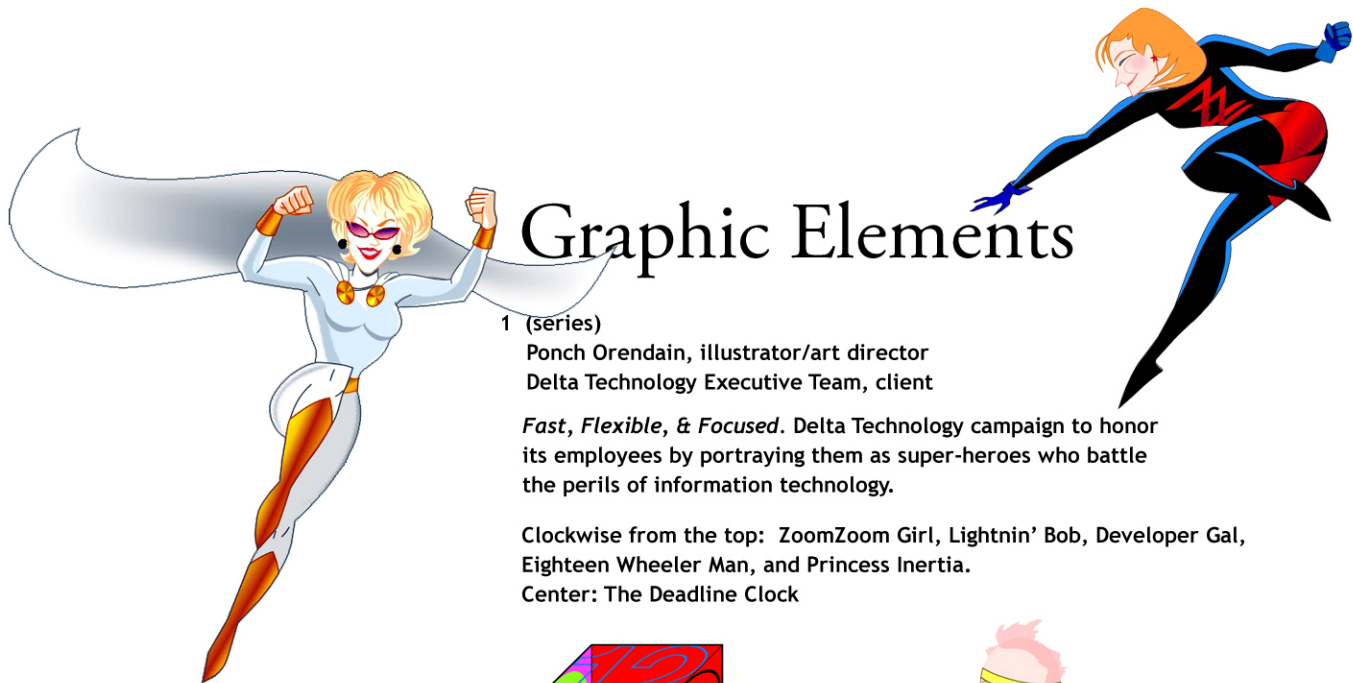 Graphic Elements
1 (series)
Ponch Orendain, illustrator/art director
Delta Technology Executive Team, client
Fast, Flexible, & Focused. Delta Technology campaign to honor
its employees by portraying them as super-heroes who battle
the perils of information technology.
Clockwise from the top:  ZoomZoom Girl, Lightnin’ Bob, Developer Gal,
Eighteen Wheeler Man, and Princess Inertia.
Center: The Deadline Clock
12